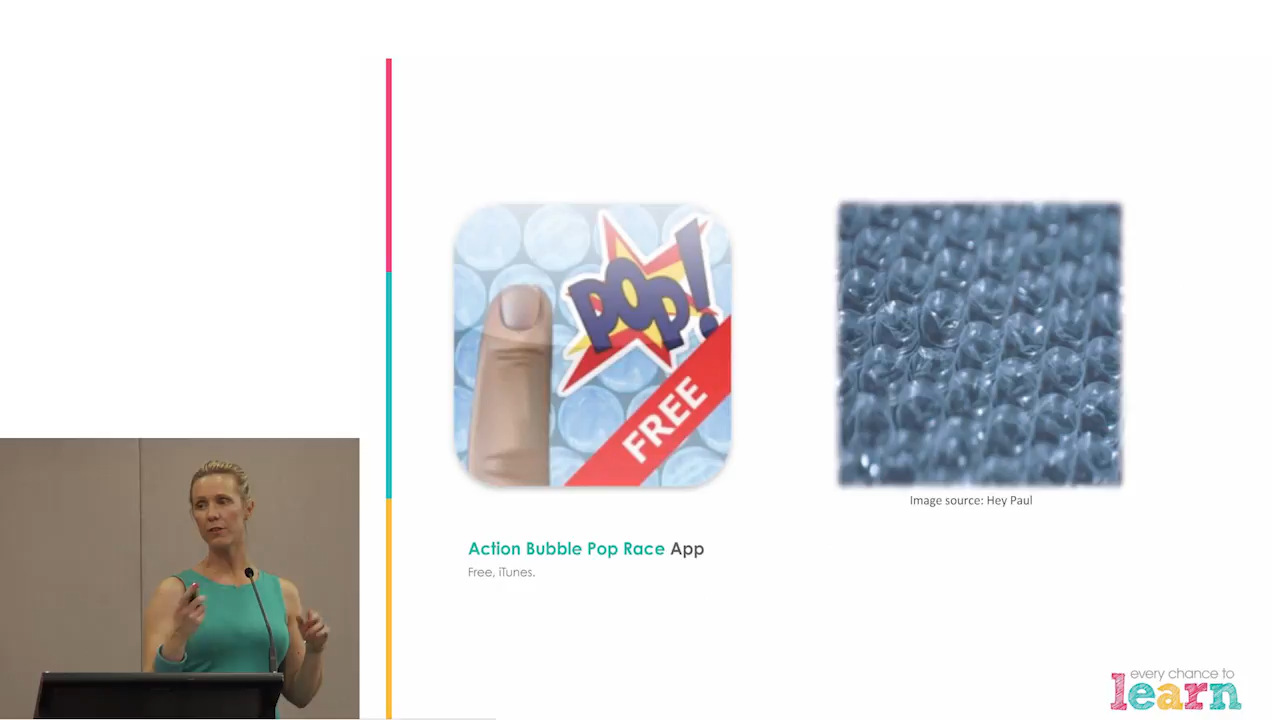 POP!
FREE
Image source: Hey Paul
Action Bubble Pop Race App
Free, iTunes.
every chance to
learn